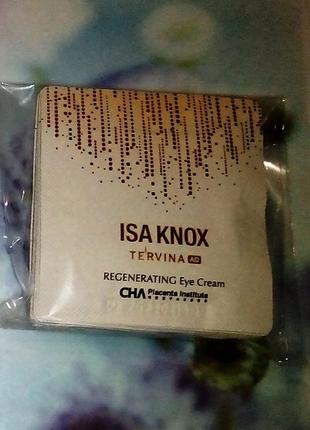 ISA KNOX
TERVINA AD
REGENERATING Eye Cream
CHA Placenta Institute